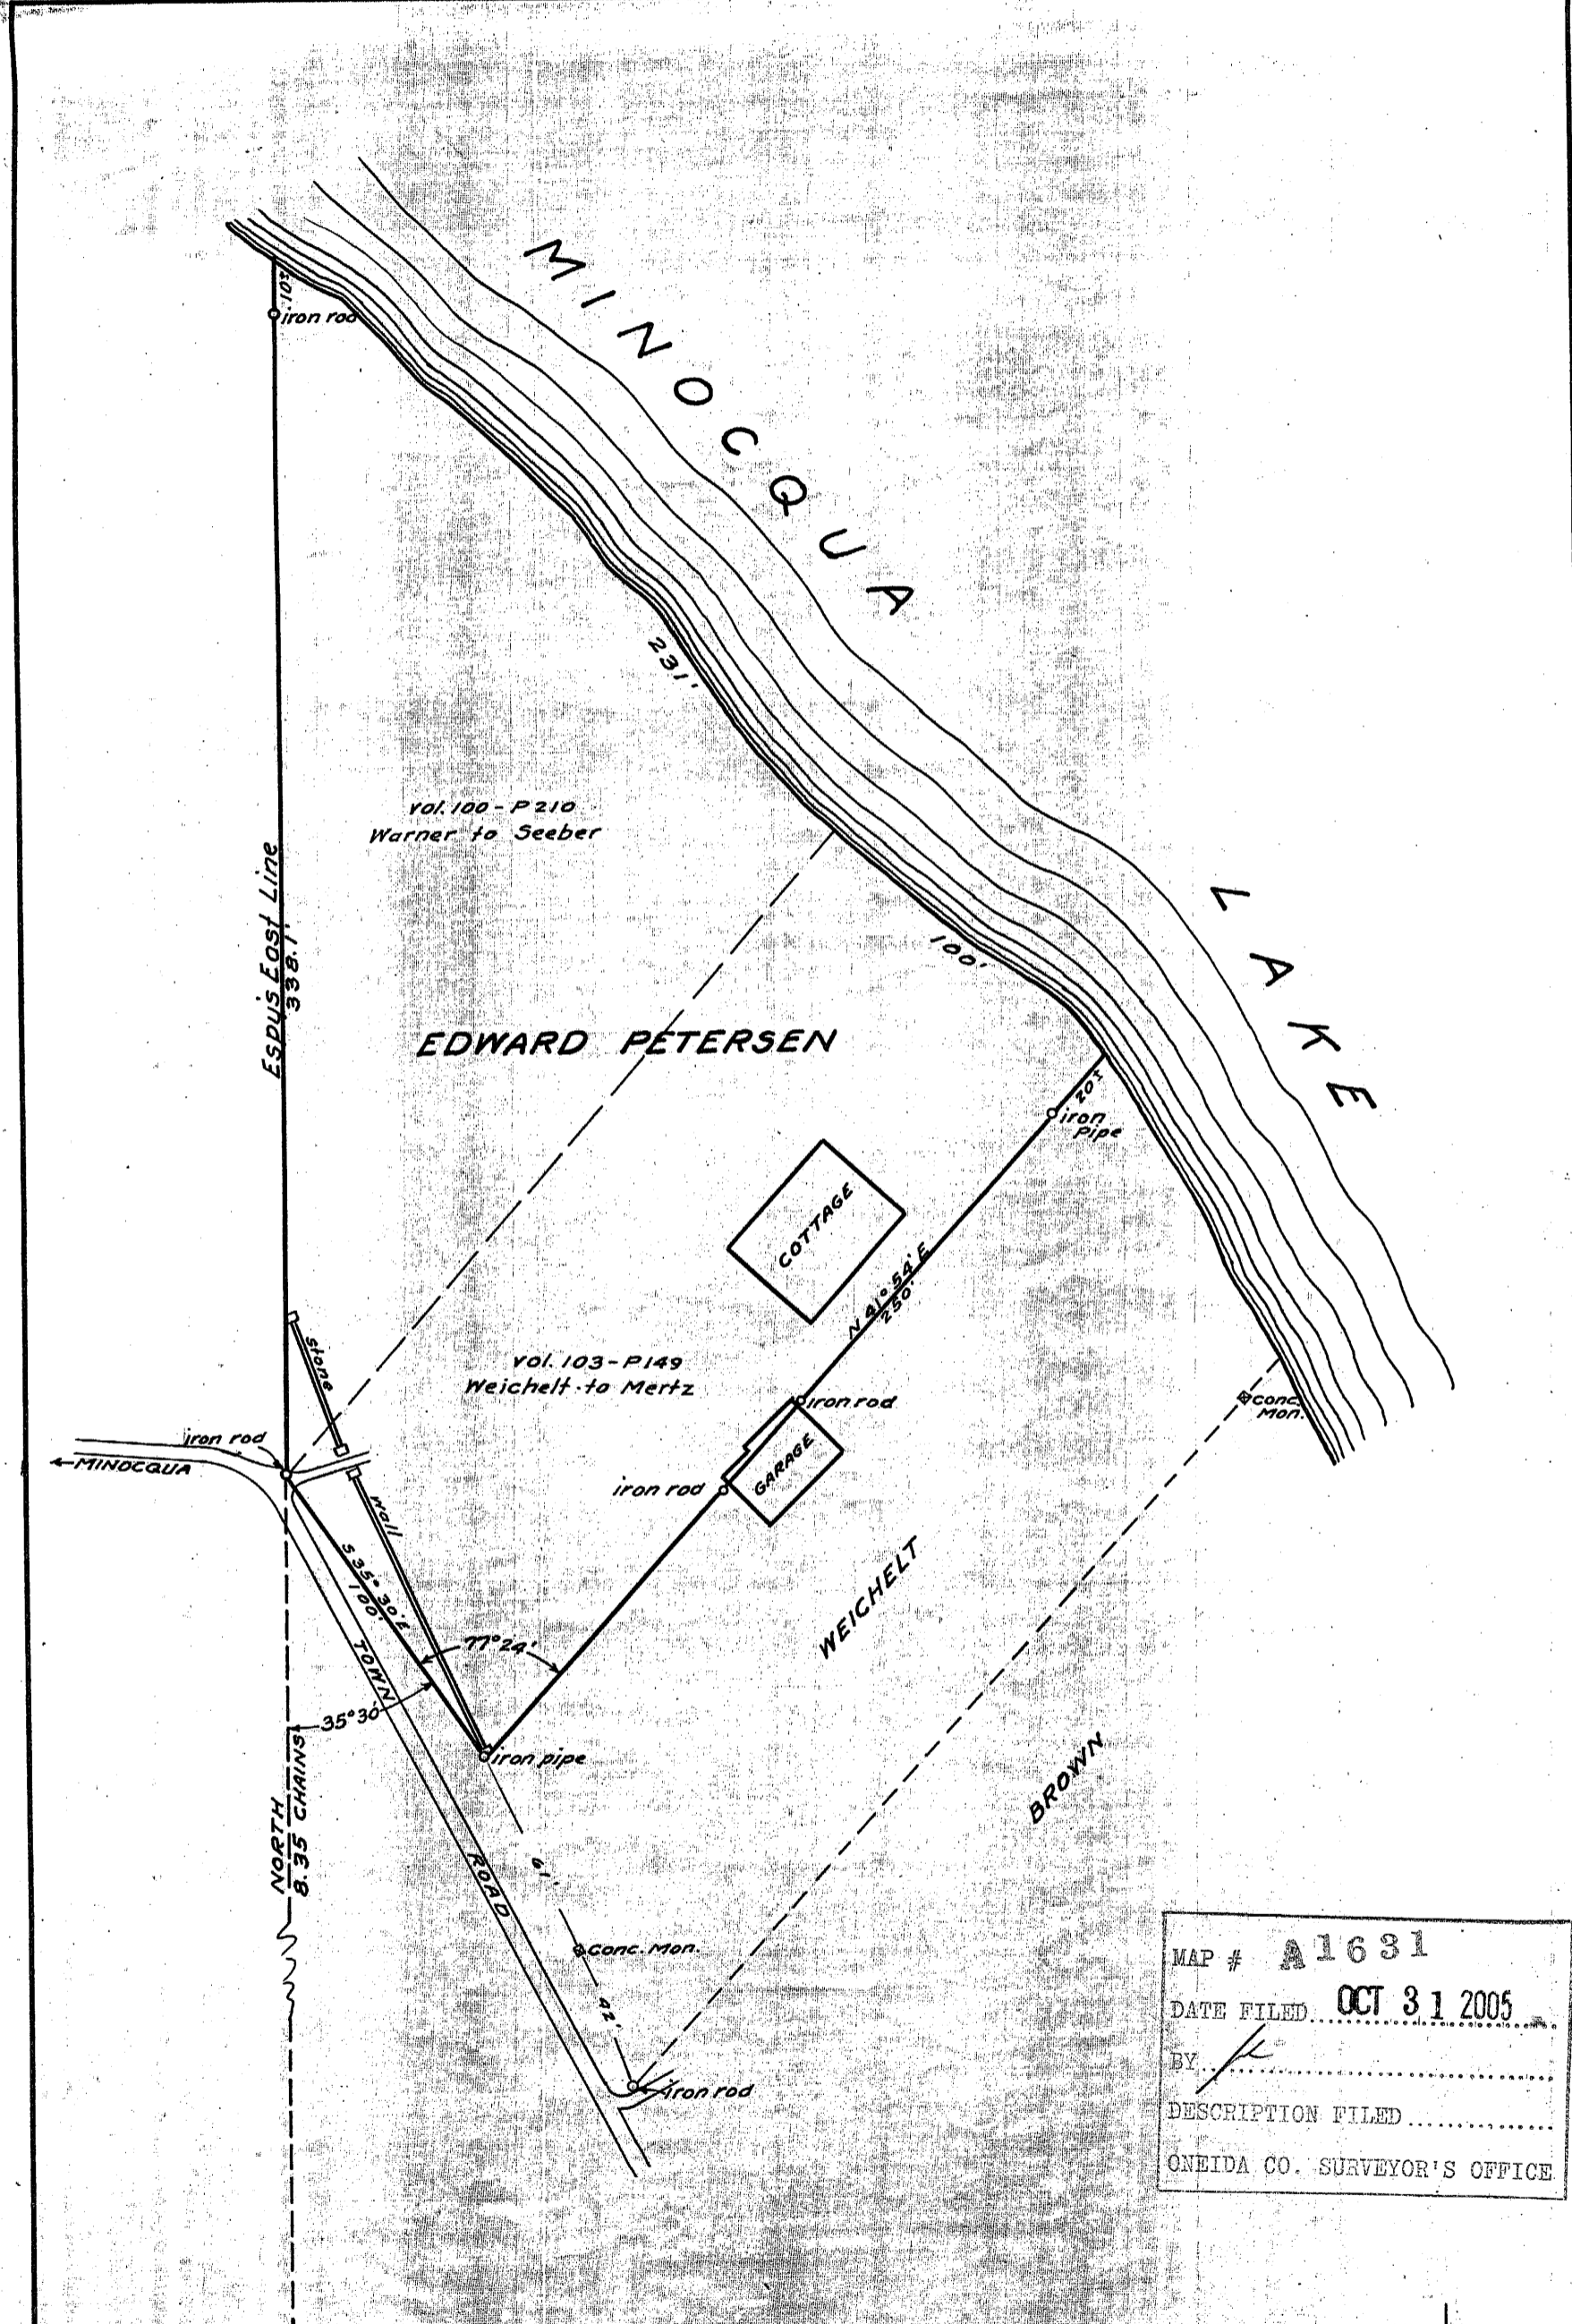 MINOCQUA
LAKE
10±
iron rod
231'
Vol. 100 - P 210
Warner to Seeber
Espu's East Line
338.1'
100'
EDWARD PETERSEN
20±
iron
Pipe
COTTAGE
N 41° 54' E
250'
stone
Vol. 103 - P149
Weichelt to Mertz
iron rod
conc.
Mon.
iron rod
MINOCQUA
GARAGE
iron rod
wall
S 35° 30' E
100'
WEICHELT
77° 24'
TOWN
35° 30'
iron pipe
BROWN
NORTH
8.35 CHAINS
ROAD
61'
Conc. Mon.
42'
iron rod
MAP # A1631
DATE FILED OCT 31 2005
BY
DESCRIPTION FILED
ONEIDA CO. SURVEYOR'S OFFICE